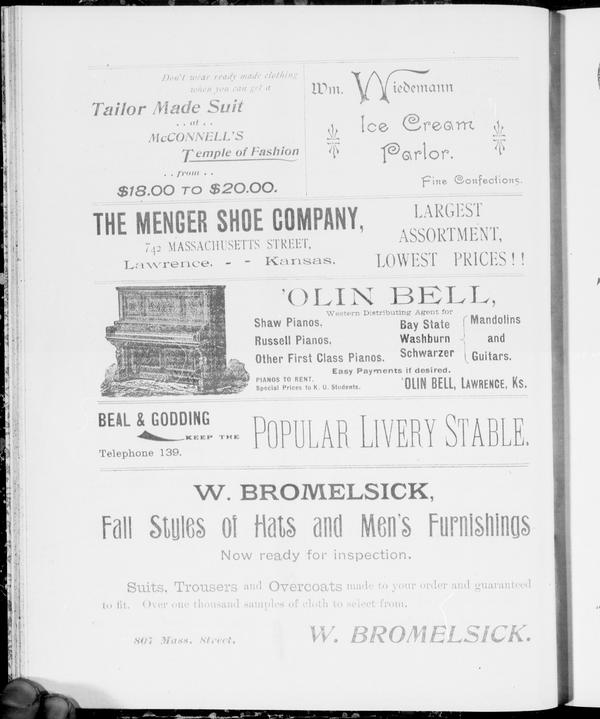 Don't wear ready made clothing
when you can get a
Tailor Made Suit
. . at . .
McCONNELL'S
Temple of Fashion
. . from . .
$18.00 TO $20.00.
Wm. Wiedemann
Ice Cream
Parlor.
Fine Confections.
THE MENGER SHOE COMPANY,
742 MASSACHUSETTS STREET,
Lawrence. - - Kansas.
LARGEST
ASSORTMENT,
LOWEST PRICES!!
'OLIN BELL,
Western Distributing Agent for
Shaw Pianos,
Russell Pianos,
Other First Class Pianos.
Bay State
Washburn
Schwarzer
Mandolins
and
Guitars.
Easy Payments if desired.
PIANOS TO RENT.
Special Prices to K. U. Students.
'OLIN BELL, LAWRENCE, KS.
BEAL & GODDING
KEEP THE
Telephone 139.
POPULAR LIVERY STABLE.
W. BROMELSICK,
Fall Styles of Hats and Men's Furnishings
Now ready for inspection.
Suits, Trousers and Overcoats made to your order and guaranteed
to fit. Over one thousand samples of cloth to select from.
807 Mass. Street.
W. BROMELSICK.